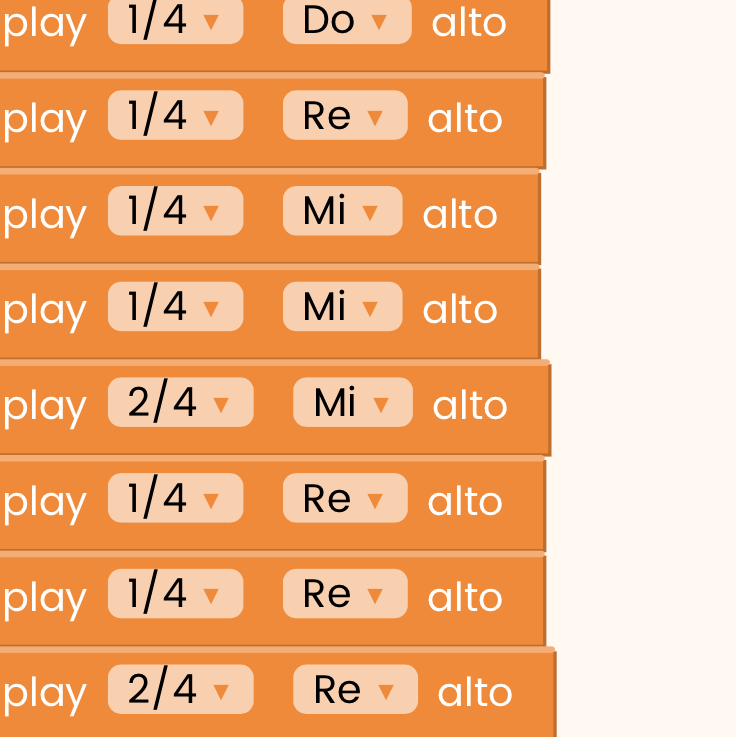 play 1/4 ▼ Do ▼ alto
play 1/4 ▼ Re ▼ alto
play 1/4 ▼ Mi ▼ alto
play 1/4 ▼ Mi ▼ alto
play 2/4 ▼ Mi ▼ alto
play 1/4 ▼ Re ▼ alto
play 1/4 ▼ Re ▼ alto
play 2/4 ▼ Re ▼ alto